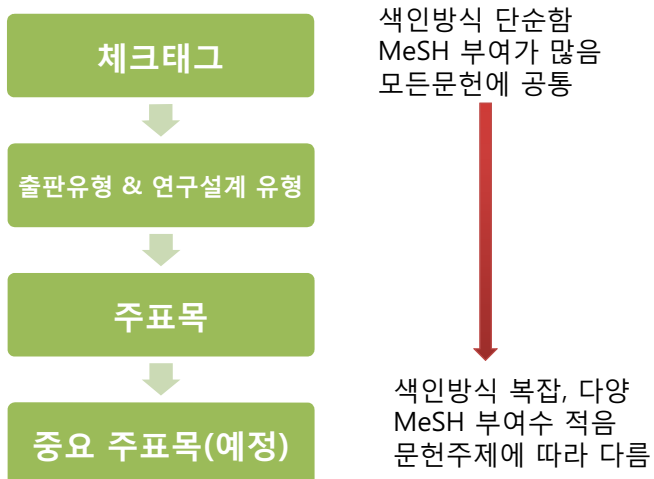 체크태그
출판유형 & 연구설계 유형
주표목
중요 주표목(예정)
색인방식 단순함
MeSH 부여가 많음
모든문헌에 공통
색인방식 복잡, 다양
MeSH 부여수 적음
문헌주제에 따라 다름